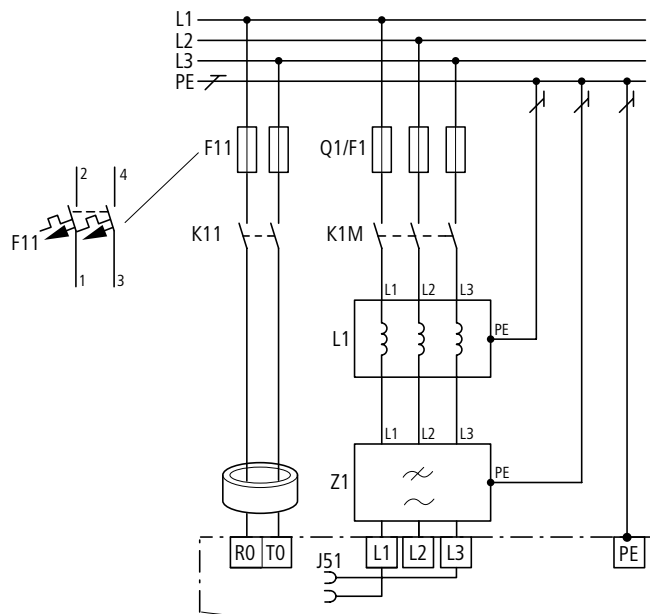 L1
L2
L3
PE
2 4
F11 Q1/F1
F11
K11 K1M
1 3
L1 L2 L3
L1 PE
L1 L2 L3
Z1 PE
R0 T0 L1 L2 L3 PE
J51